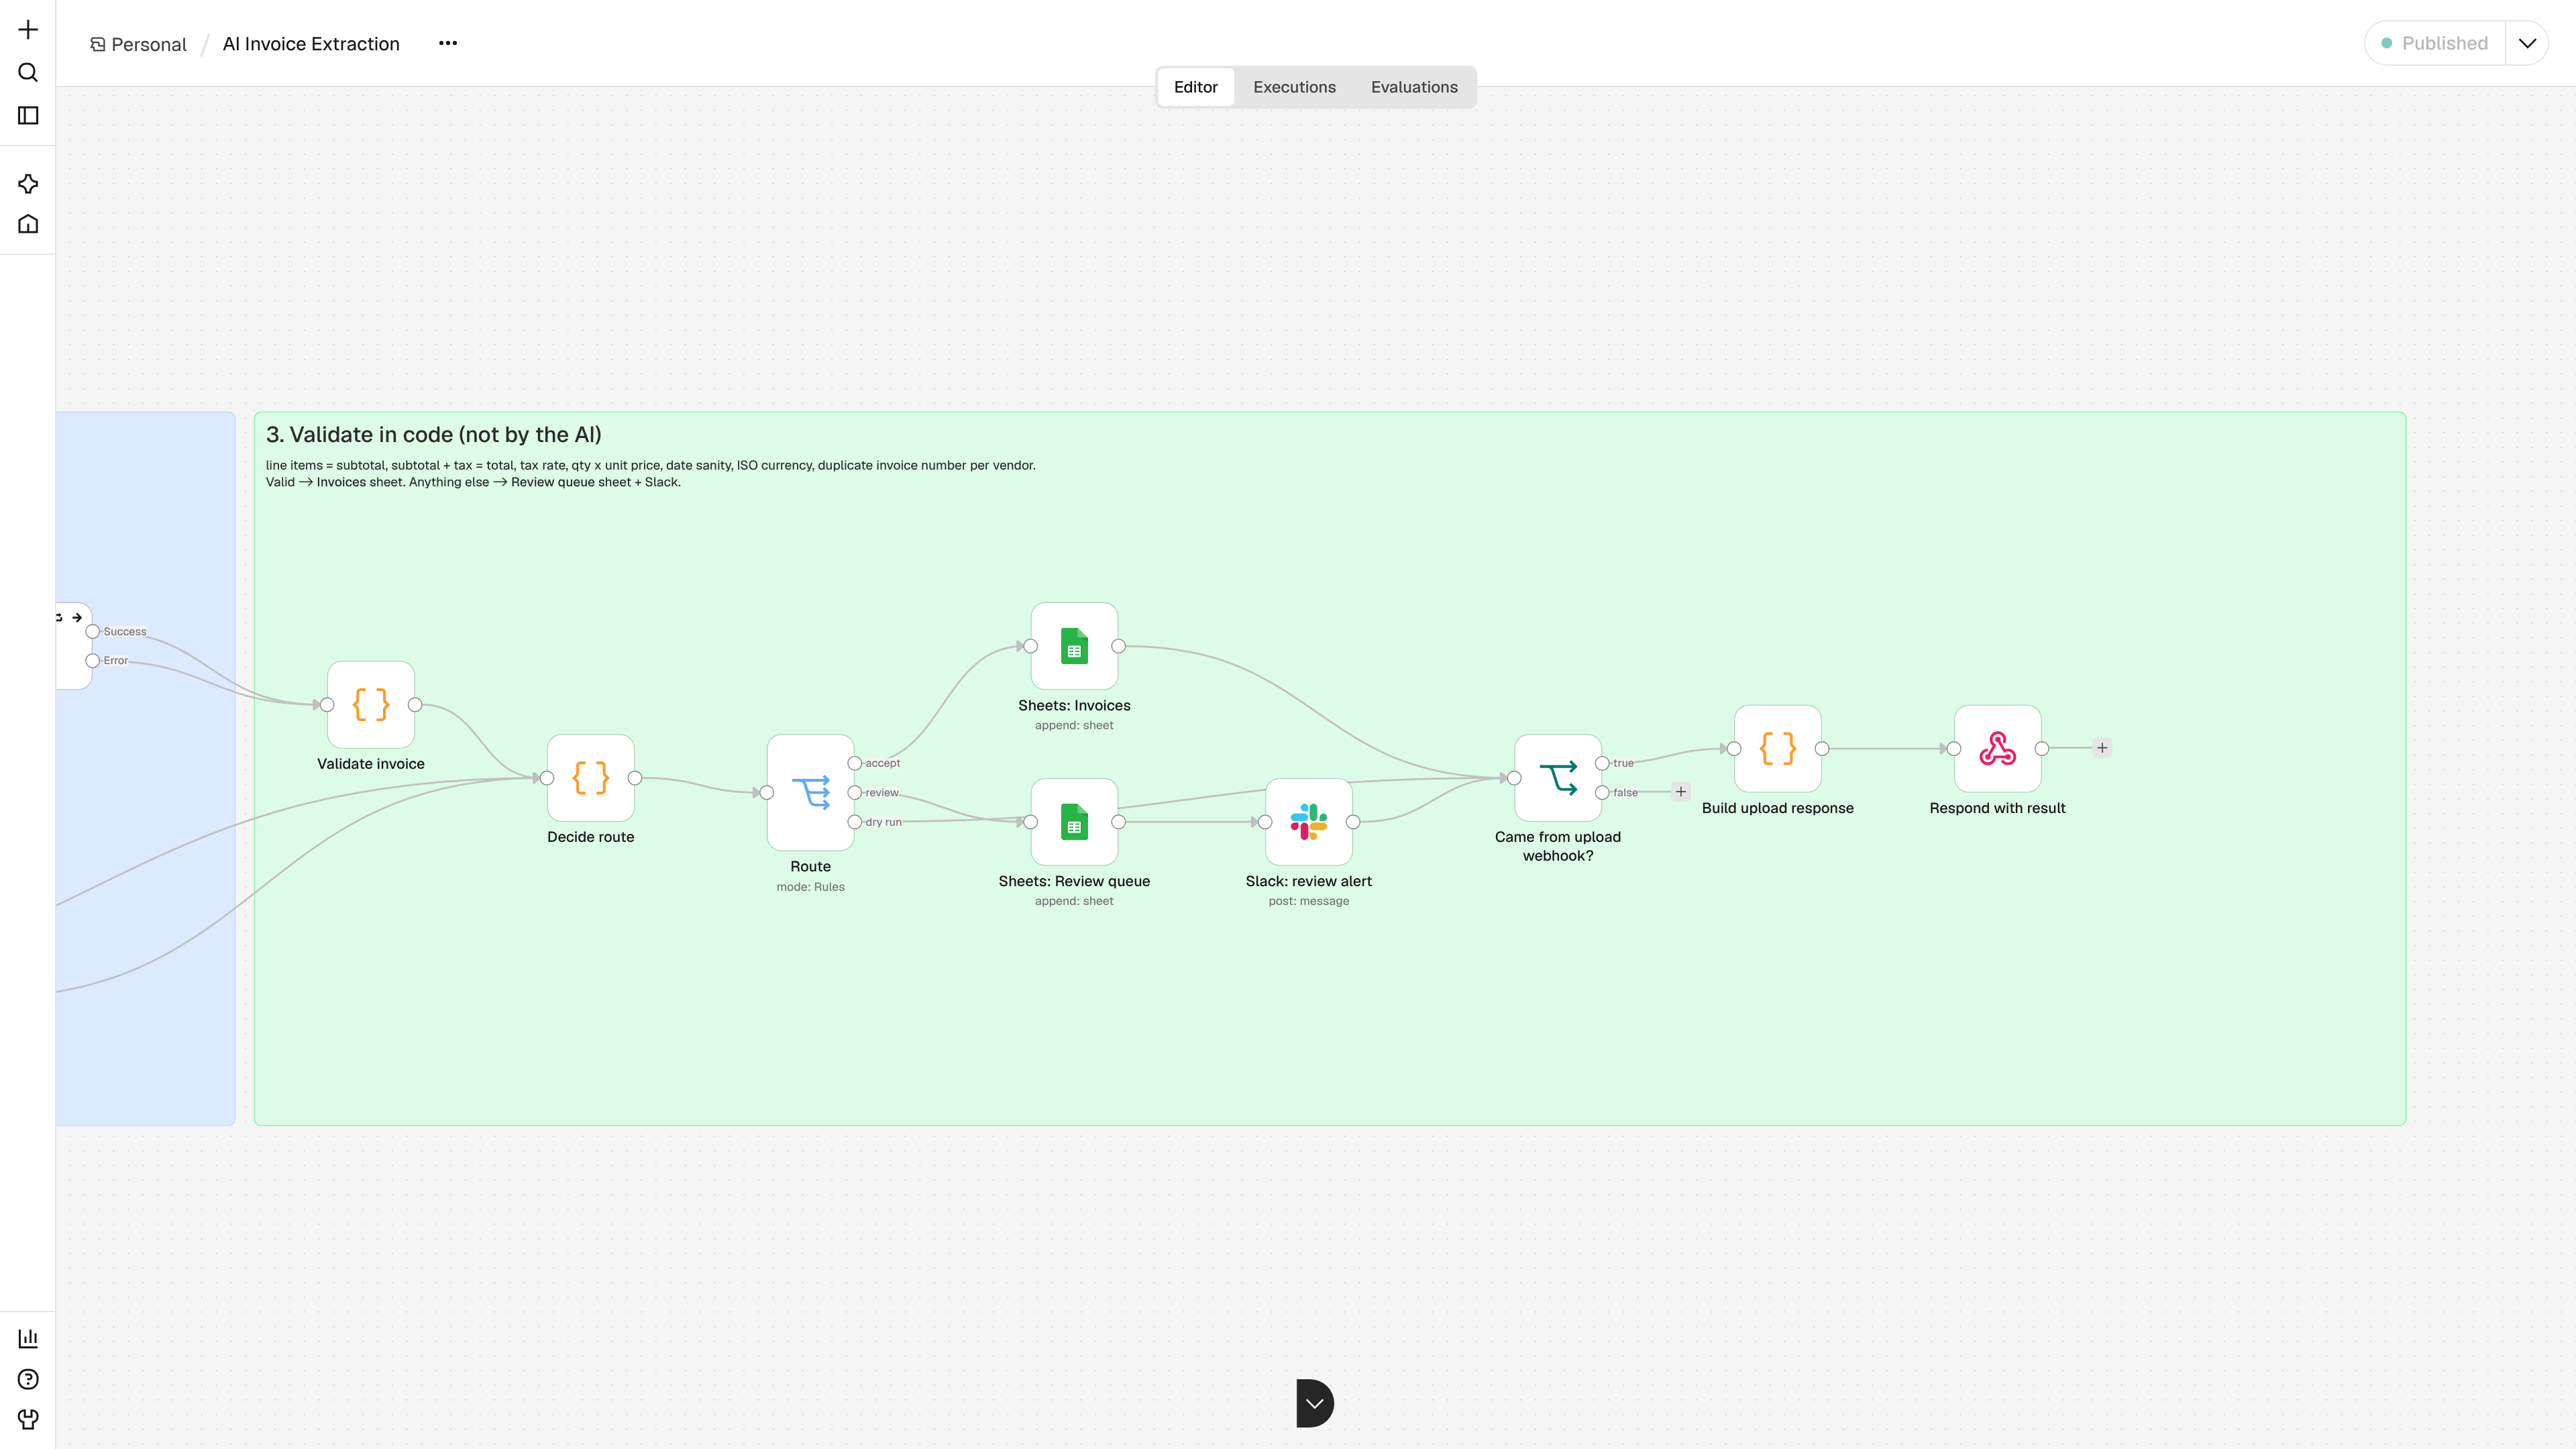 Personal / AI Invoice Extraction
Published
Editor
Executions
Evaluations
3. Validate in code (not by the AI)
line items = subtotal, subtotal + tax = total, tax rate, qty x unit price, date sanity, ISO currency, duplicate invoice number per vendor.
Valid → Invoices sheet. Anything else → Review queue sheet + Slack.
Success
Error
Validate invoice
Decide route
accept
review
dry run
Route
mode: Rules
Sheets: Invoices
append: sheet
Sheets: Review queue
append: sheet
Slack: review alert
post: message
true
false
Came from upload
webhook?
Build upload response
Respond with result